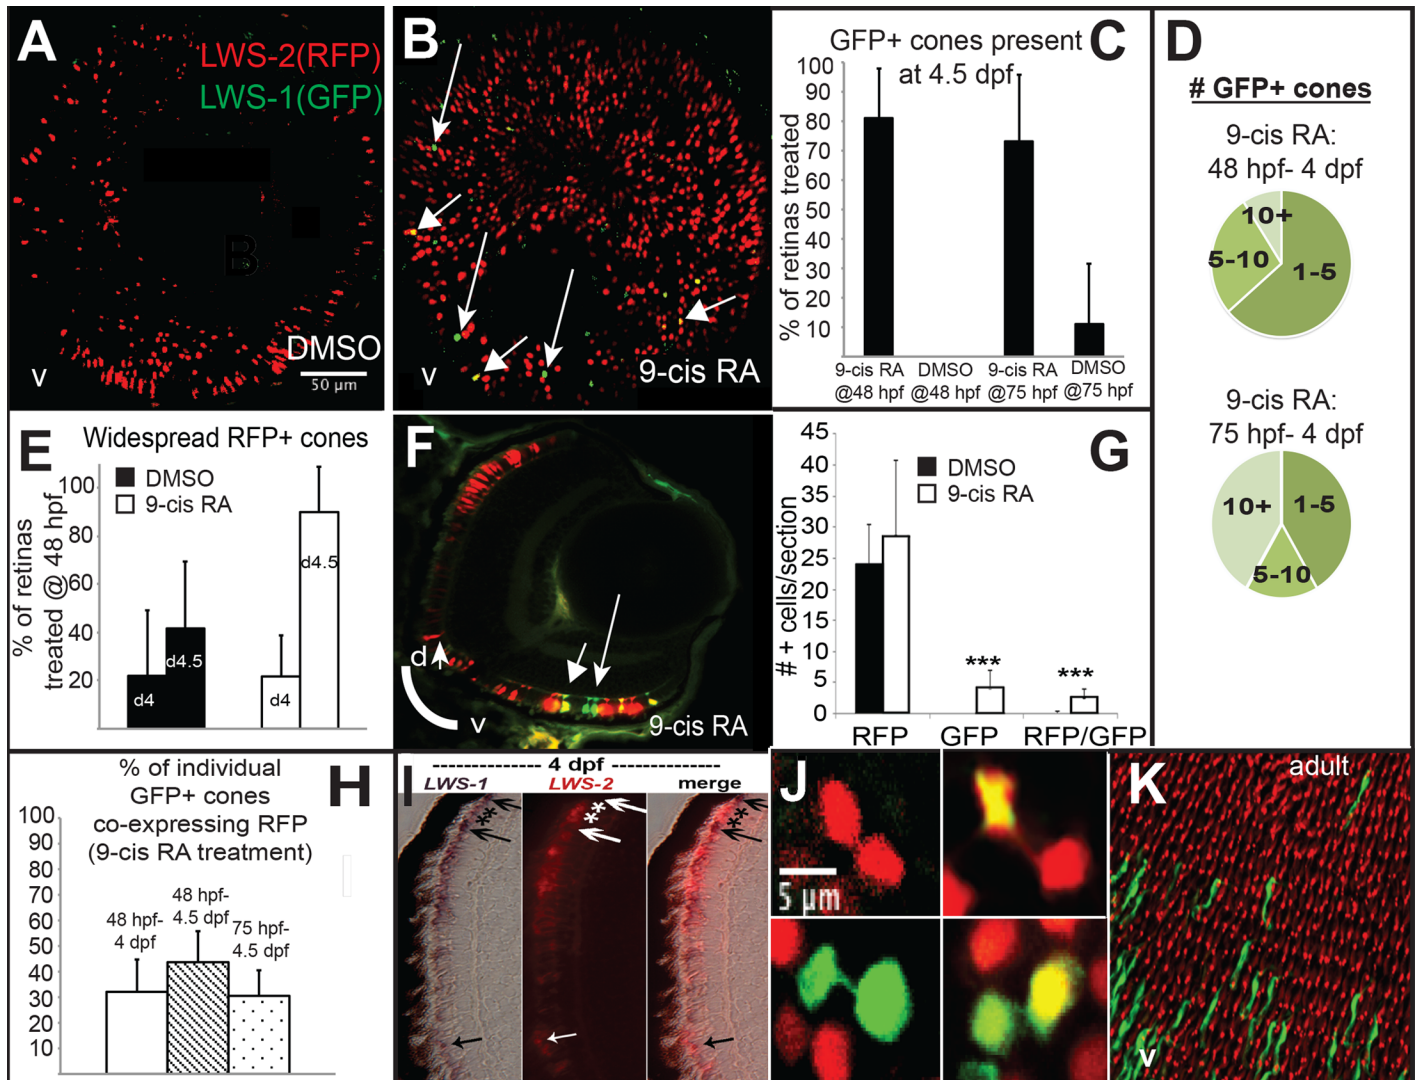 A
LWS-2(RFP)
LWS-1(GFP)
B
DMSO
50 µm
v
B
9-cis RA
v
C
GFP+ cones present
at 4.5 dpf
% of retinas treated
100
90
80
70
60
50
40
30
20
10
9-cis RA
@48 hpf
DMSO
@48 hpf
9-cis RA
@75 hpf
DMSO
@75 hpf
D
# GFP+ cones
9-cis RA:
48 hpf- 4 dpf
10+
5-10
1-5
9-cis RA:
75 hpf- 4 dpf
10+
1-5
5-10
E
Widespread RFP+ cones
DMSO
9-cis RA
% of retinas
treated @ 48 hpf
100
80
60
40
20
d4
d4.5
d4
d4.5
F
d
v
9-cis RA
G
DMSO
9-cis RA
# + cells/section
45
40
35
30
25
20
15
10
5
0
***
***
RFP
GFP
RFP/GFP
H
% of individual
GFP+ cones
co-expressing RFP
(9-cis RA treatment)
100
90
80
70
60
50
40
30
20
10
48 hpf-
4 dpf
48 hpf-
4.5 dpf
75 hpf-
4.5 dpf
I
4 dpf
LWS-1
LWS-2
merge
**
**
**
J
5 µm
K
adult
v